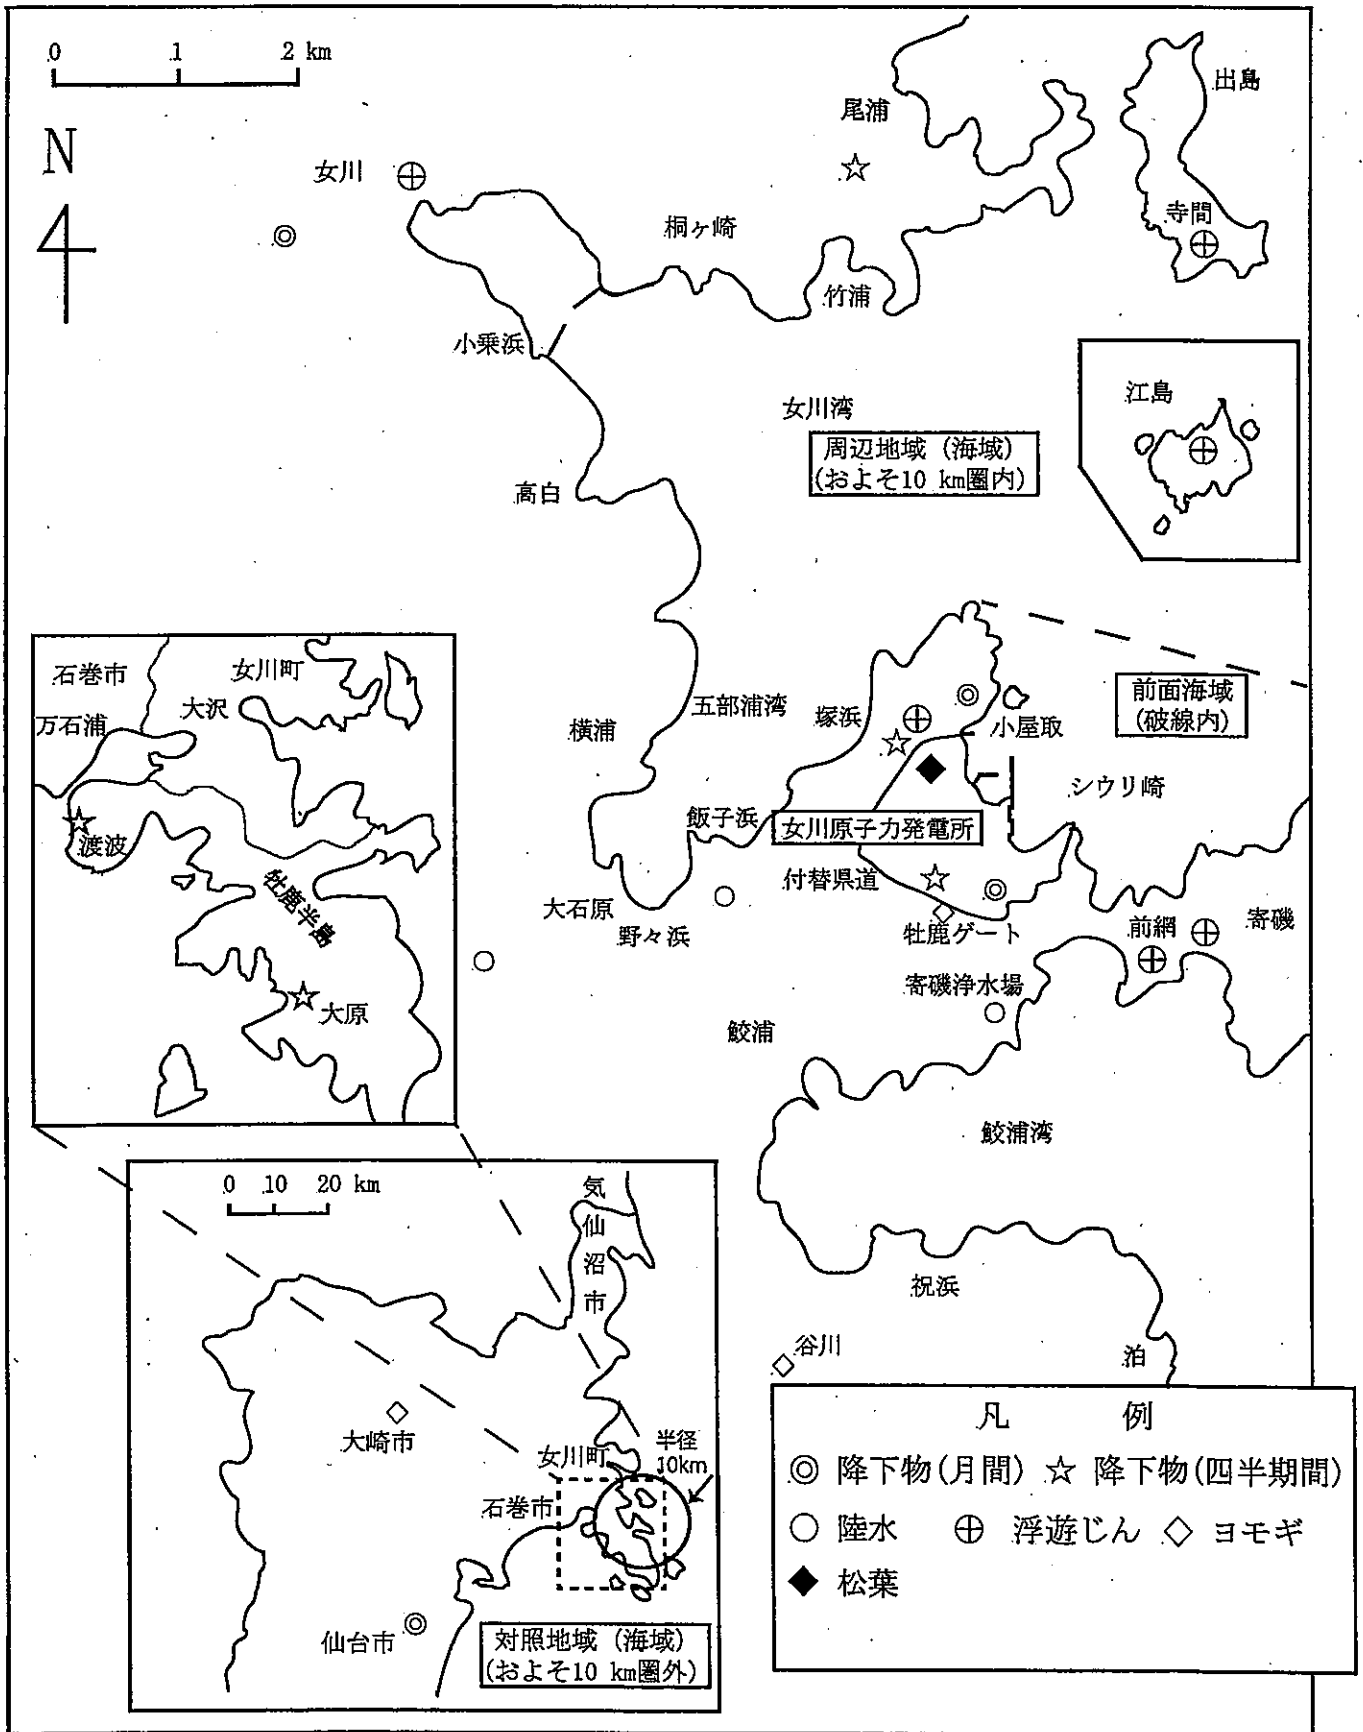 0 1 2 km
N
女川
尾浦
出島
寺間
桐ヶ崎
竹浦
小乗浜
女川湾
周辺地域（海域）
(およそ10 km圏内)
江島
高白
石巻市
女川町
万石浦
大沢
渡波
牡鹿半島
大原
横浦
五部浦湾
塚浜
小屋取
前面海域
(破線内)
シウリ崎
飯子浜
女川原子力発電所
大石原
野々浜
付替県道
牡鹿ゲート
前網
寄磯
寄磯浄水場
鮫浦
鮫浦湾
祝浜
谷川
泊
0 10 20 km
気仙沼市
大崎市
女川町
半径
10km
石巻市
仙台市
対照地域（海域）
(およそ10 km圏外)
凡 例
◎ 降下物(月間) ☆ 降下物(四半期間)
○ 陸水 ⊕ 浮遊じん ◇ ヨモギ
◆ 松葉